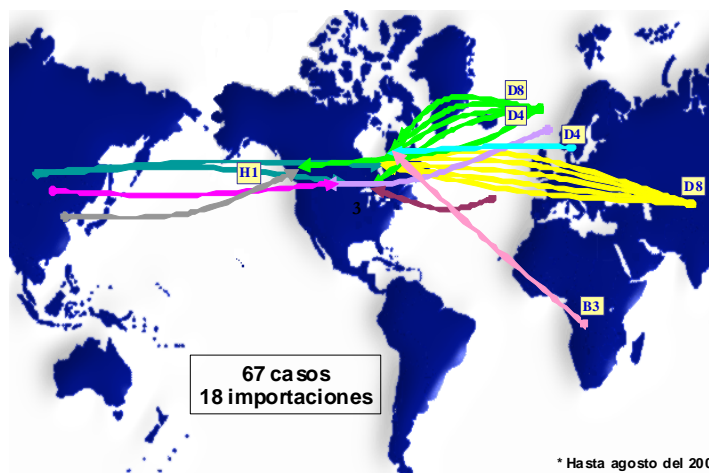 D8
D4
D4
H1
D8
3
B3
67 casos
18 importaciones
* Hasta agosto del 200